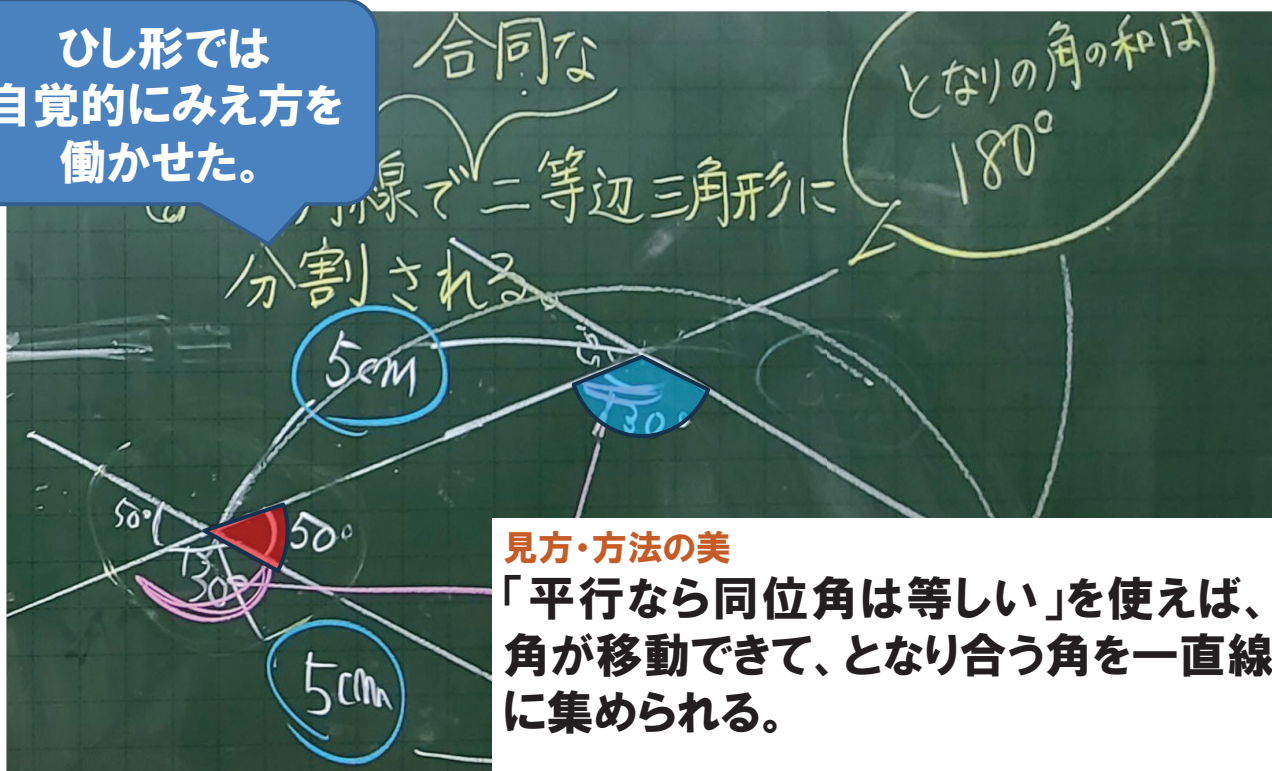 ひし形では
自覚的にみえ方を
働かせた。
合同な
線で二等辺三角形に
分割される。
となりの角の和は
180°
5cm
130°
50°
50°
130°
5cm
見方・方法の美
「平行なら同位角は等しい」を使えば、
角が移動できて、となり合う角を一直線
に集められる。